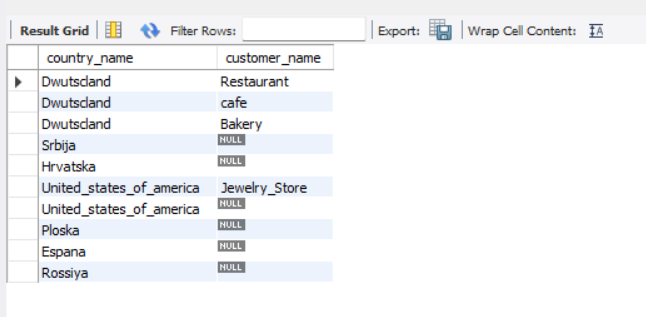 Result Grid Filter Rows: Export: Wrap Cell Content: IA
country_name customer_name
Dwutscland Restaurant
Dwutscland cafe
Dwutscland Bakery
Srbija NULL
Hrvatska NULL
United_states_of_america Jewelry_Store
United_states_of_america NULL
Ploska NULL
Espana NULL
Rossiya NULL